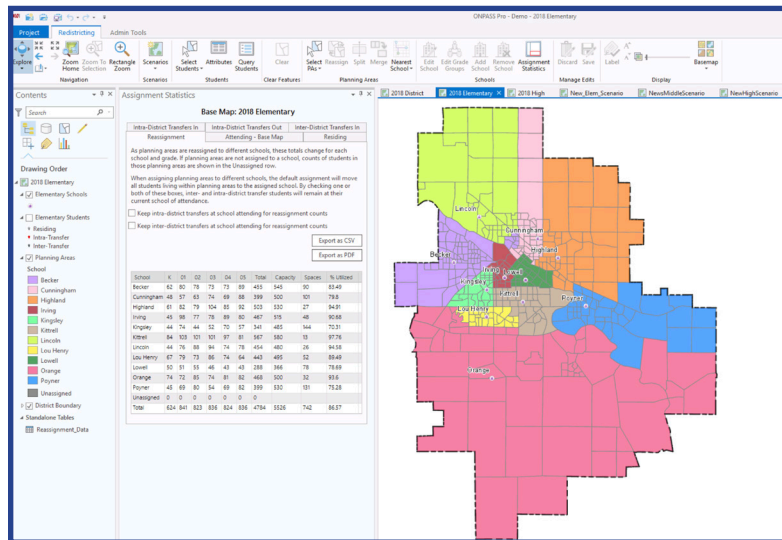 ONPASS Pro - Demo - 2018 Elementary
Project Redistricting Admin Tools
Explore Zoom Home Zoom To Selection Rectangle Zoom Scenarios Select Students Attributes Query Students Clear Select PAs Reassign Split Merge Nearest School Edit School Edit Grade Groups Add School Remove School Assignment Statistics Discard Save Label Basemap
Navigation Scenarios Students Clear Features Planning Areas Schools Manage Edits Display
Contents
Search
Drawing Order
2018 Elementary
Elementary Schools
Elementary Students
Residing
Intra-Transfer
Inter-Transfer
Planning Areas
School
Becker
Cunningham
Highland
Irving
Kingsley
Kittrell
Lincoln
Lou Henry
Lowell
Orange
Poyner
Unassigned
District Boundary
Standalone Tables
Reassignment_Data
Assignment Statistics
Base Map: 2018 Elementary
Intra-District Transfers In Intra-District Transfers Out Inter-District Transfers In
Reassignment Attending - Base Map Residing
As planning areas are reassigned to different schools, these totals change for each
school and grade. If planning areas are not assigned to a school, counts of students in
those planning areas are shown in the Unassigned row.
When assigning planning areas to different schools, the default assignment will move
all students living within planning areas to the assigned school. By checking one or
both of these boxes, inter- and intra-district transfer students will remain at their
current school of attendance.
Keep intra-district transfers at school attending for reassignment counts
Keep inter-district transfers at school attending for reassignment counts
Export as CSV
Export as PDF
School K 01 02 03 04 05 Total Capacity Spaces % Utilized
Becker 62 80 78 73 73 89 455 545 90 83.49
Cunningham 48 57 63 74 69 88 399 500 101 79.8
Highland 61 82 79 104 85 92 503 530 27 94.91
Irving 45 98 77 78 89 80 467 515 48 90.68
Kingsley 44 74 44 52 70 57 341 485 144 70.31
Kittrell 84 103 101 101 97 81 567 580 13 97.76
Lincoln 44 76 88 94 74 78 454 480 26 94.58
Lou Henry 67 79 73 86 74 64 443 495 52 89.49
Lowell 50 51 55 46 43 43 288 366 78 78.69
Orange 74 72 85 74 81 82 468 500 32 93.6
Poyner 45 69 80 54 69 82 399 530 131 75.28
Unassigned 0 0 0 0 0 0 0
Total 624 841 823 836 824 836 4784 5526 742 86.57
2018 District 2018 Elementary 2018 High New_Elem_Scenario NewsMiddleScenario NewHighScenario
Lincoln
Cunningham
Highland
Becker
Irving
Lowell
Kingsley
Kittrell
Poyner
Lou Henry
Orange